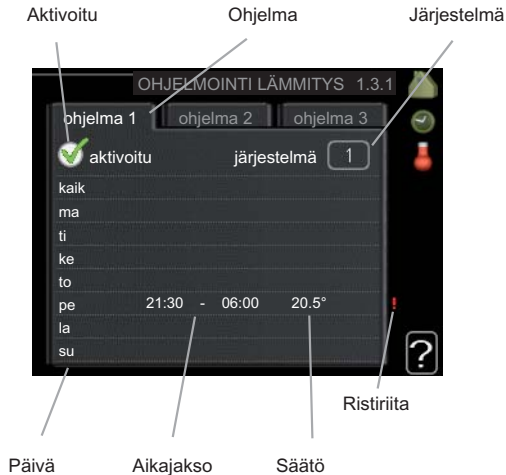 Aktivoitu Ohjelma Järjestelmä
OHJELMOINTI LÄMMITYS 1.3.1
ohjelma 1 ohjelma 2 ohjelma 3
aktivoitu järjestelmä 1
kaik
ma
ti
ke
to
pe 21:30 - 06:00 20.5° !
la
su
?
Ristiriita
Päivä Aikajakso Säätö